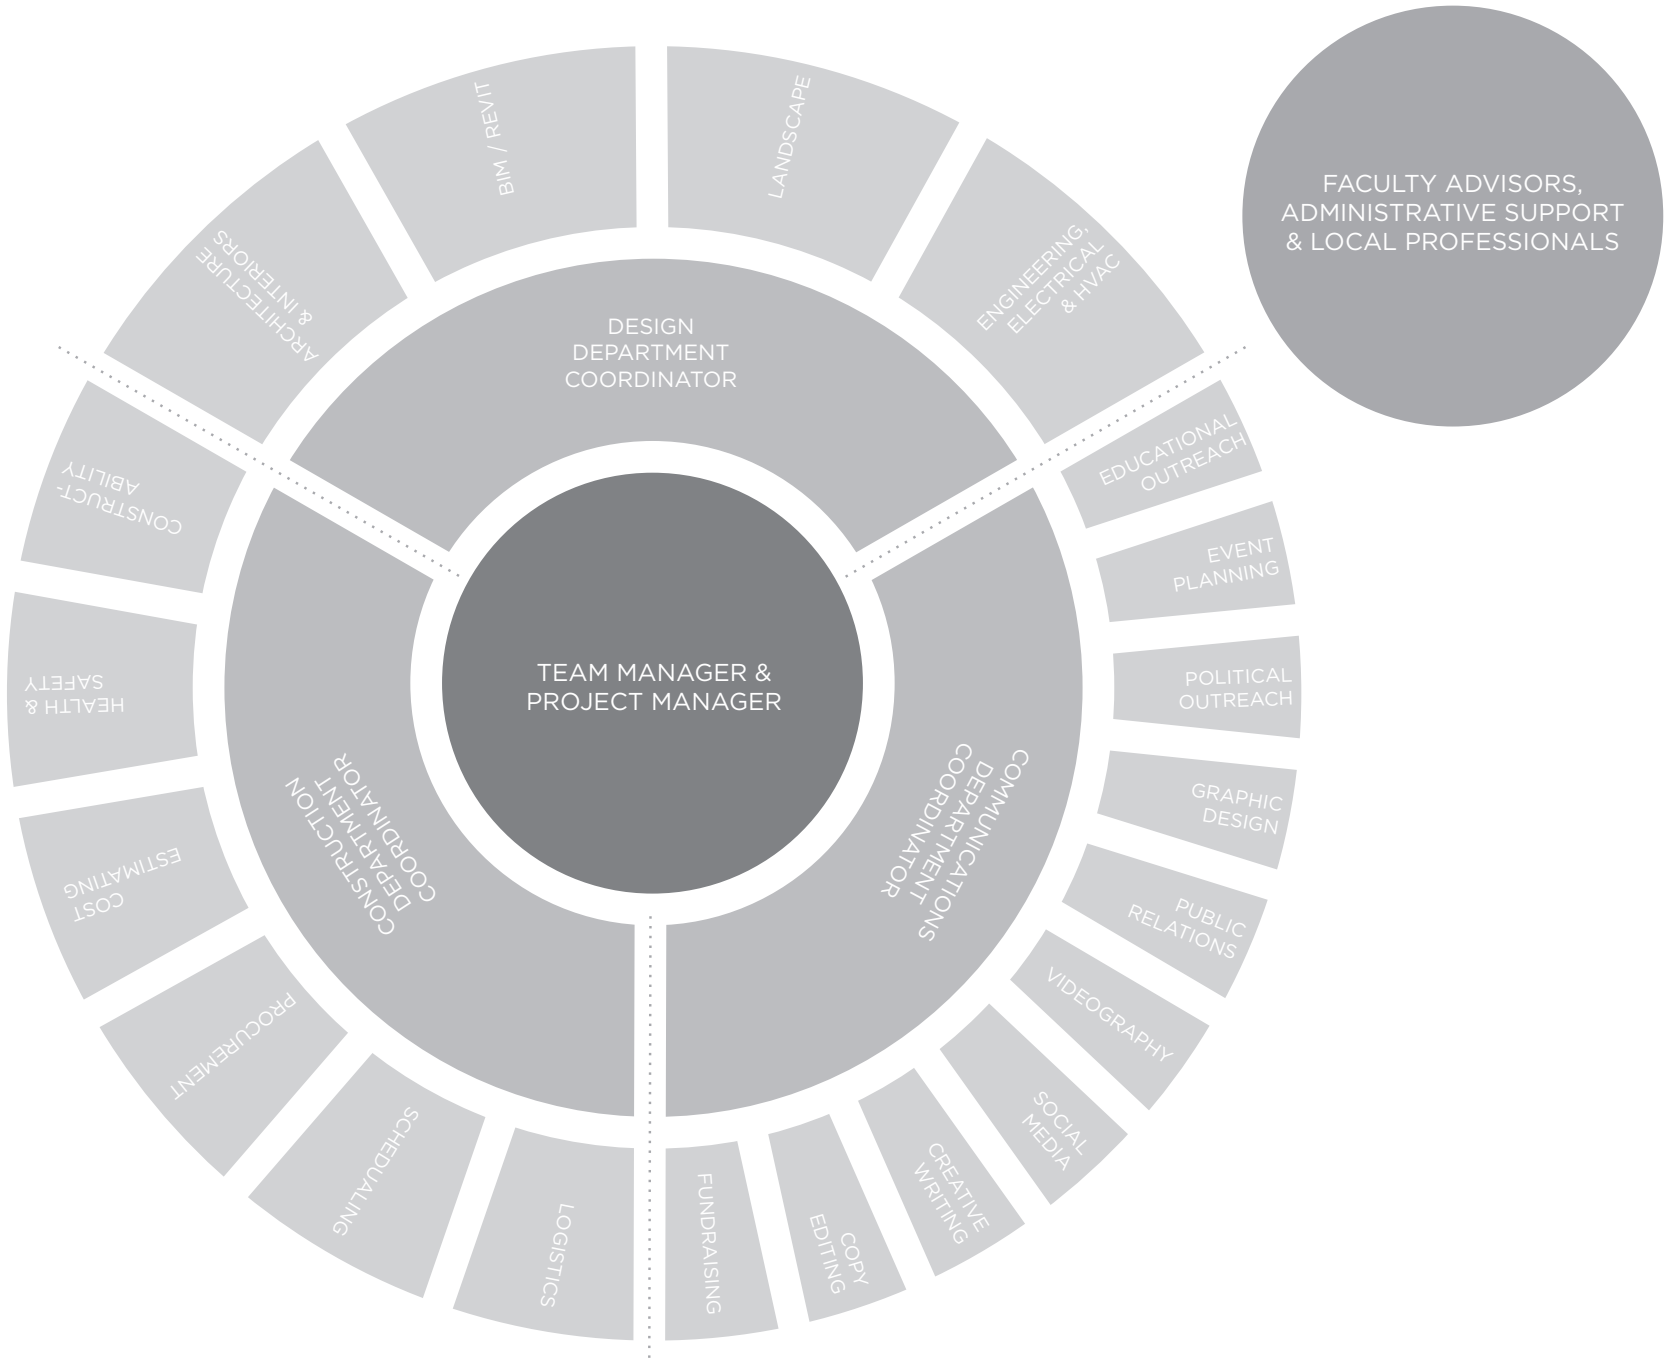 FACULTY ADVISORS,
ADMINISTRATIVE SUPPORT
& LOCAL PROFESSIONALS
TEAM MANAGER &
PROJECT MANAGER
DESIGN
DEPARTMENT
COORDINATOR
ARCHITECTURE
& INTERIORS
BIM / REVIT
LANDSCAPE
ENGINEERING,
ELECTRICAL
& HVAC
COMMUNICATIONS
DEPARTMENT
COORDINATOR
EDUCATIONAL
OUTREACH
EVENT
PLANNING
POLITICAL
OUTREACH
GRAPHIC
DESIGN
PUBLIC
RELATIONS
VIDEOGRAPHY
SOCIAL
MEDIA
CREATIVE
WRITING
COPY
EDITING
FUNDRAISING
CONSTRUCTION
DEPARTMENT
COORDINATOR
LOGISTICS
SCHEDUALING
PROCUREMENT
COST
ESTIMATING
HEALTH &
SAFETY
CONSTRUCT-
ABILITY